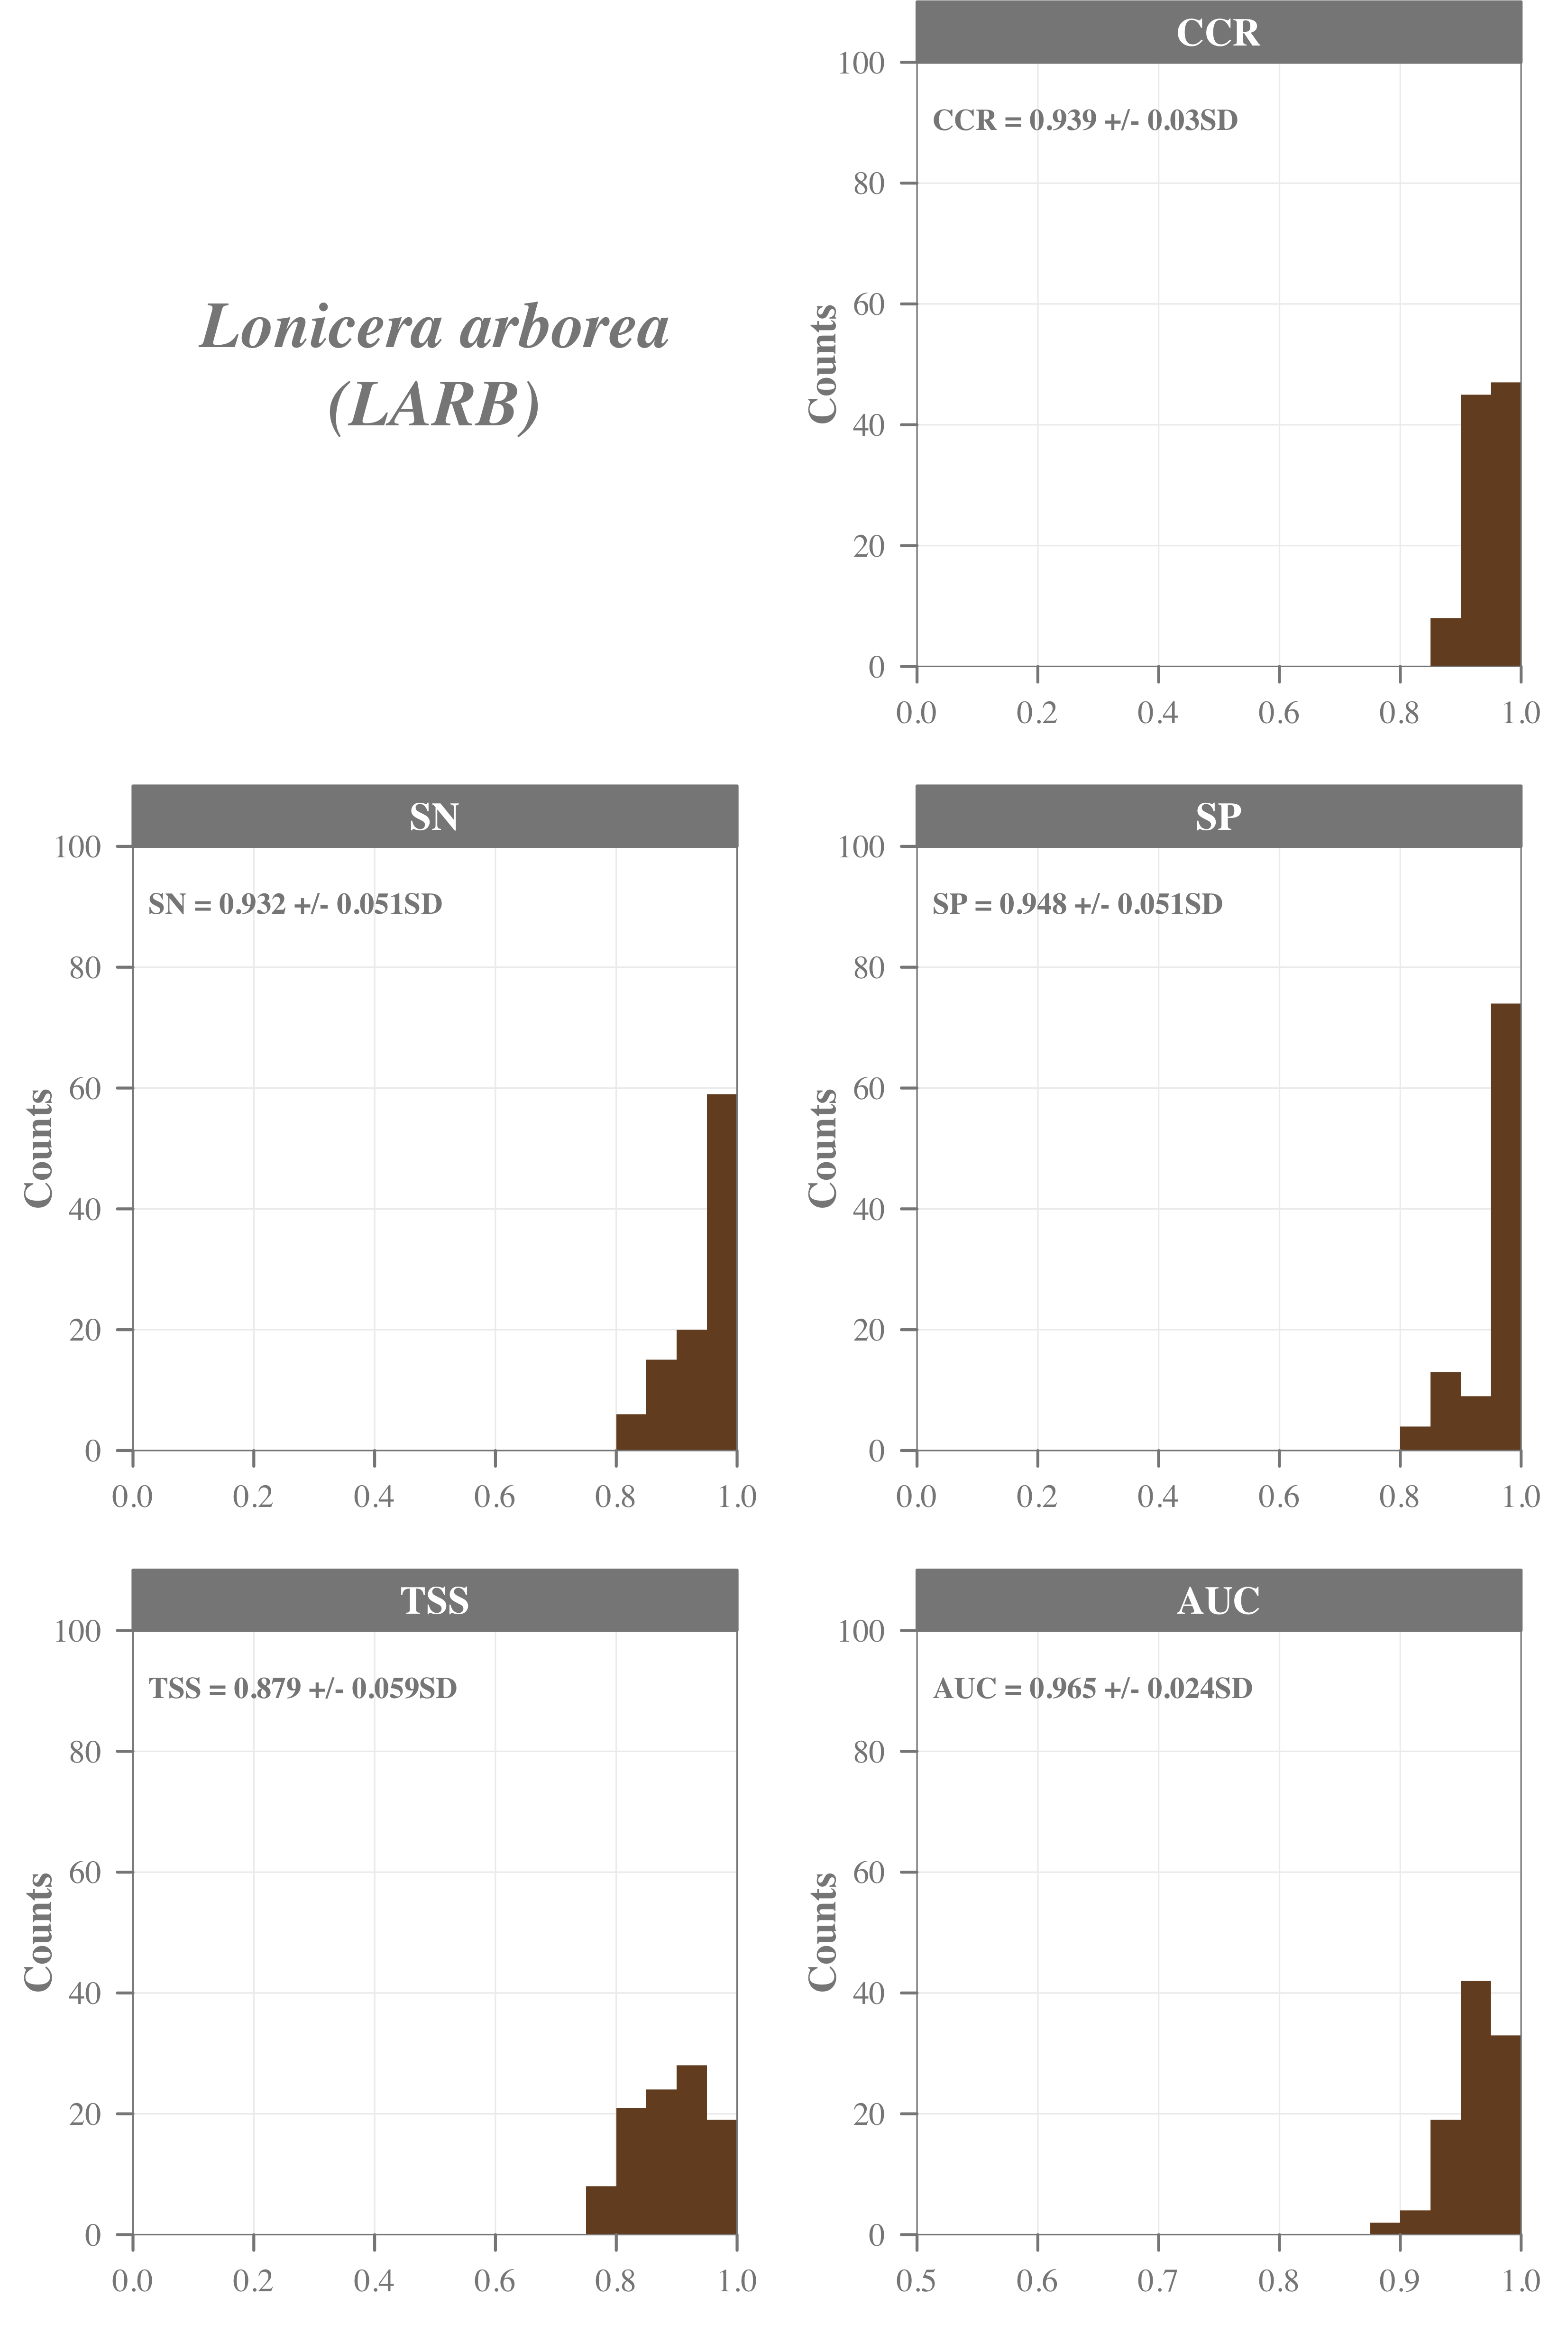 Lonicera arborea
(LARB)
CCR
CCR = 0.939 +/- 0.03SD
Counts
100
80
60
40
20
0
0.0 0.2 0.4 0.6 0.8 1.0
SN
SN = 0.932 +/- 0.051SD
Counts
100
80
60
40
20
0
0.0 0.2 0.4 0.6 0.8 1.0
SP
SP = 0.948 +/- 0.051SD
Counts
100
80
60
40
20
0
0.0 0.2 0.4 0.6 0.8 1.0
TSS
TSS = 0.879 +/- 0.059SD
Counts
100
80
60
40
20
0
0.0 0.2 0.4 0.6 0.8 1.0
AUC
AUC = 0.965 +/- 0.024SD
Counts
100
80
60
40
20
0
0.5 0.6 0.7 0.8 0.9 1.0